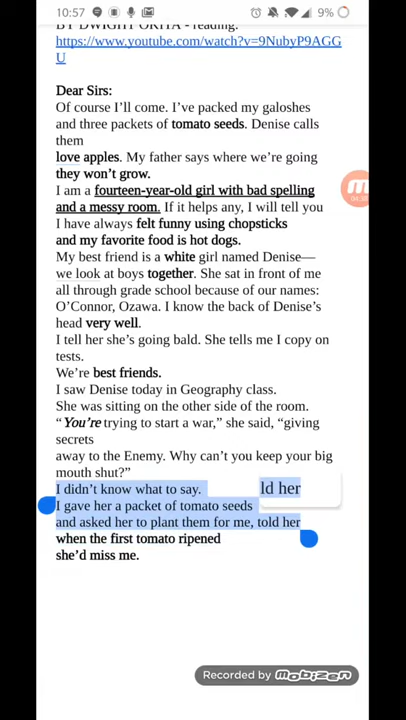 10:57
9%
BY DWIGHT OKITA - reading:
https://www.youtube.com/watch?v=9NubyP9AGG
U
Dear Sirs:
Of course I'll come. I've packed my galoshes
and three packets of tomato seeds. Denise calls
them
love apples. My father says where we're going
they won't grow.
I am a fourteen-year-old girl with bad spelling
and a messy room. If it helps any, I will tell you
I have always felt funny using chopsticks
and my favorite food is hot dogs.
My best friend is a white girl named Denise—
we look at boys together. She sat in front of me
all through grade school because of our names:
O'Connor, Ozawa. I know the back of Denise's
head very well.
I tell her she's going bald. She tells me I copy on
tests.
We're best friends.
I saw Denise today in Geography class.
She was sitting on the other side of the room.
"You're trying to start a war," she said, "giving
secrets
away to the Enemy. Why can't you keep your big
mouth shut?"
I didn't know what to say.
ld her
I gave her a packet of tomato seeds
and asked her to plant them for me, told her
when the first tomato ripened
she'd miss me.
Recorded by mobizen